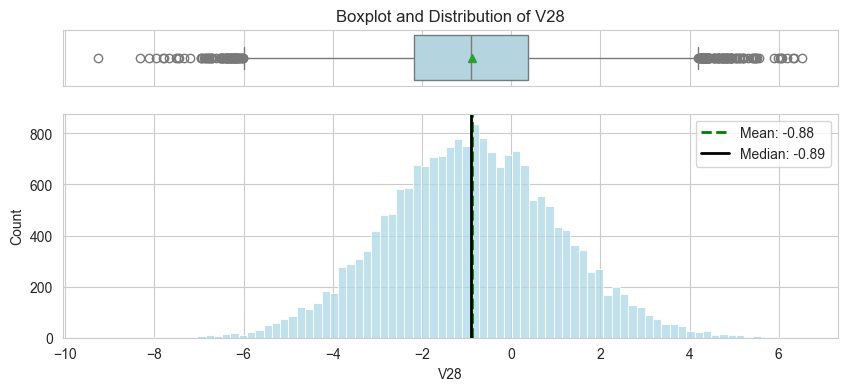 Boxplot and Distribution of V28
800
600
400
200
0
Count
Mean: -0.88
Median: -0.89
−10 −8 −6 −4 −2 0 2 4 6
V28